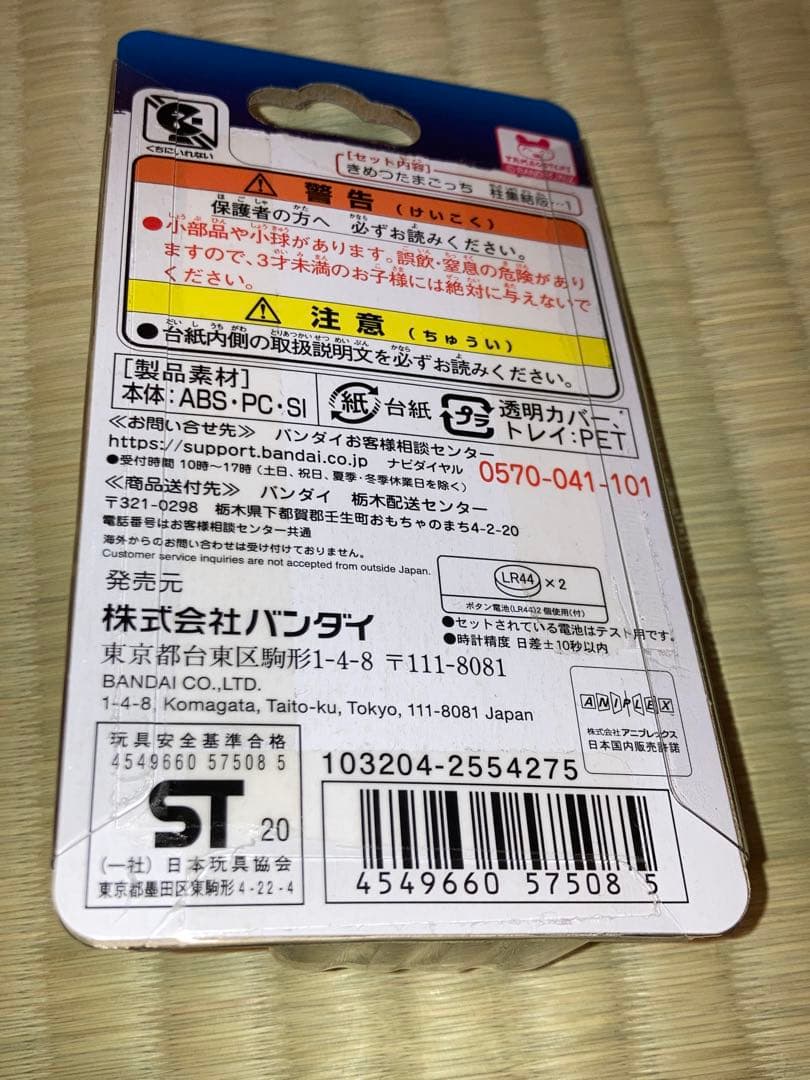 くちにいれない
TAMAGOTCHI
[セット内容]
きめつたまごっち 柱集結版…1
警告 (けいこく)
保護者の方へ 必ずお読みください。
●小部品や小球があります。誤飲・窒息の危険があり
ますので、3才未満のお子様には絶対に与えないで
ください。
注意 (ちゅうい)
●台紙内側の取扱説明文を必ずお読みください。
[製品素材]
本体:ABS・PC・SI
紙 台紙
プラ 透明カバー、
トレイ:PET
≪お問い合せ先≫ バンダイお客様相談センター
https://support.bandai.co.jp ナビダイヤル 0570-041-101
●受付時間 10時〜17時(土日、祝日、夏季・冬季休業日を除く)
≪商品送付先≫ バンダイ 栃木配送センター
〒321-0298 栃木県下都賀郡壬生町おもちゃのまち4-2-20
電話番号はお客様相談センター共通
海外からのお問い合わせは受け付けておりません。
Customer service inquiries are not accepted from outside Japan.
LR44 ×2
ボタン電池(LR44)2個使用(付)
●セットされている電池はテスト用です。
●時計精度 日差±10秒以内
発売元
株式会社バンダイ
東京都台東区駒形1-4-8 〒111-8081
BANDAI CO.,LTD.
1-4-8, Komagata, Taito-ku, Tokyo, 111-8081 Japan
ANIPLEX
株式会社アニプレックス
日本国内販売許諾
玩具安全基準合格
4549660 57508 5
ST 20
(一社) 日本玩具協会
東京都墨田区東駒形4-22-4
103204-2554275
4549660 57508 5